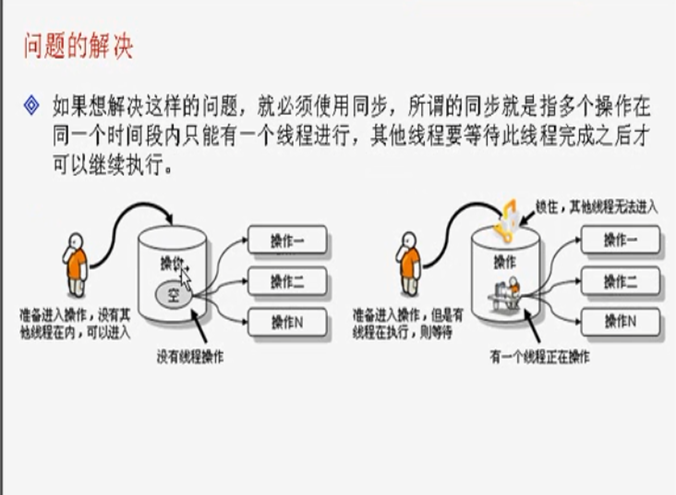 问题的解决
如果想解决这样的问题，就必须使用同步，所谓的同步就是指多个操作在
同一个时间段内只能有一个线程进行，其他线程要等待此线程完成之后才
可以继续执行。
锁住，其他线程无法进入
操作
空
操作一
操作二
操作N
准备进入操作，没有其
他线程在内，可以进入
没有线程操作
操作
操作一
操作二
操作N
准备进入操作，但是有
线程在执行，则等待
有一个线程正在操作